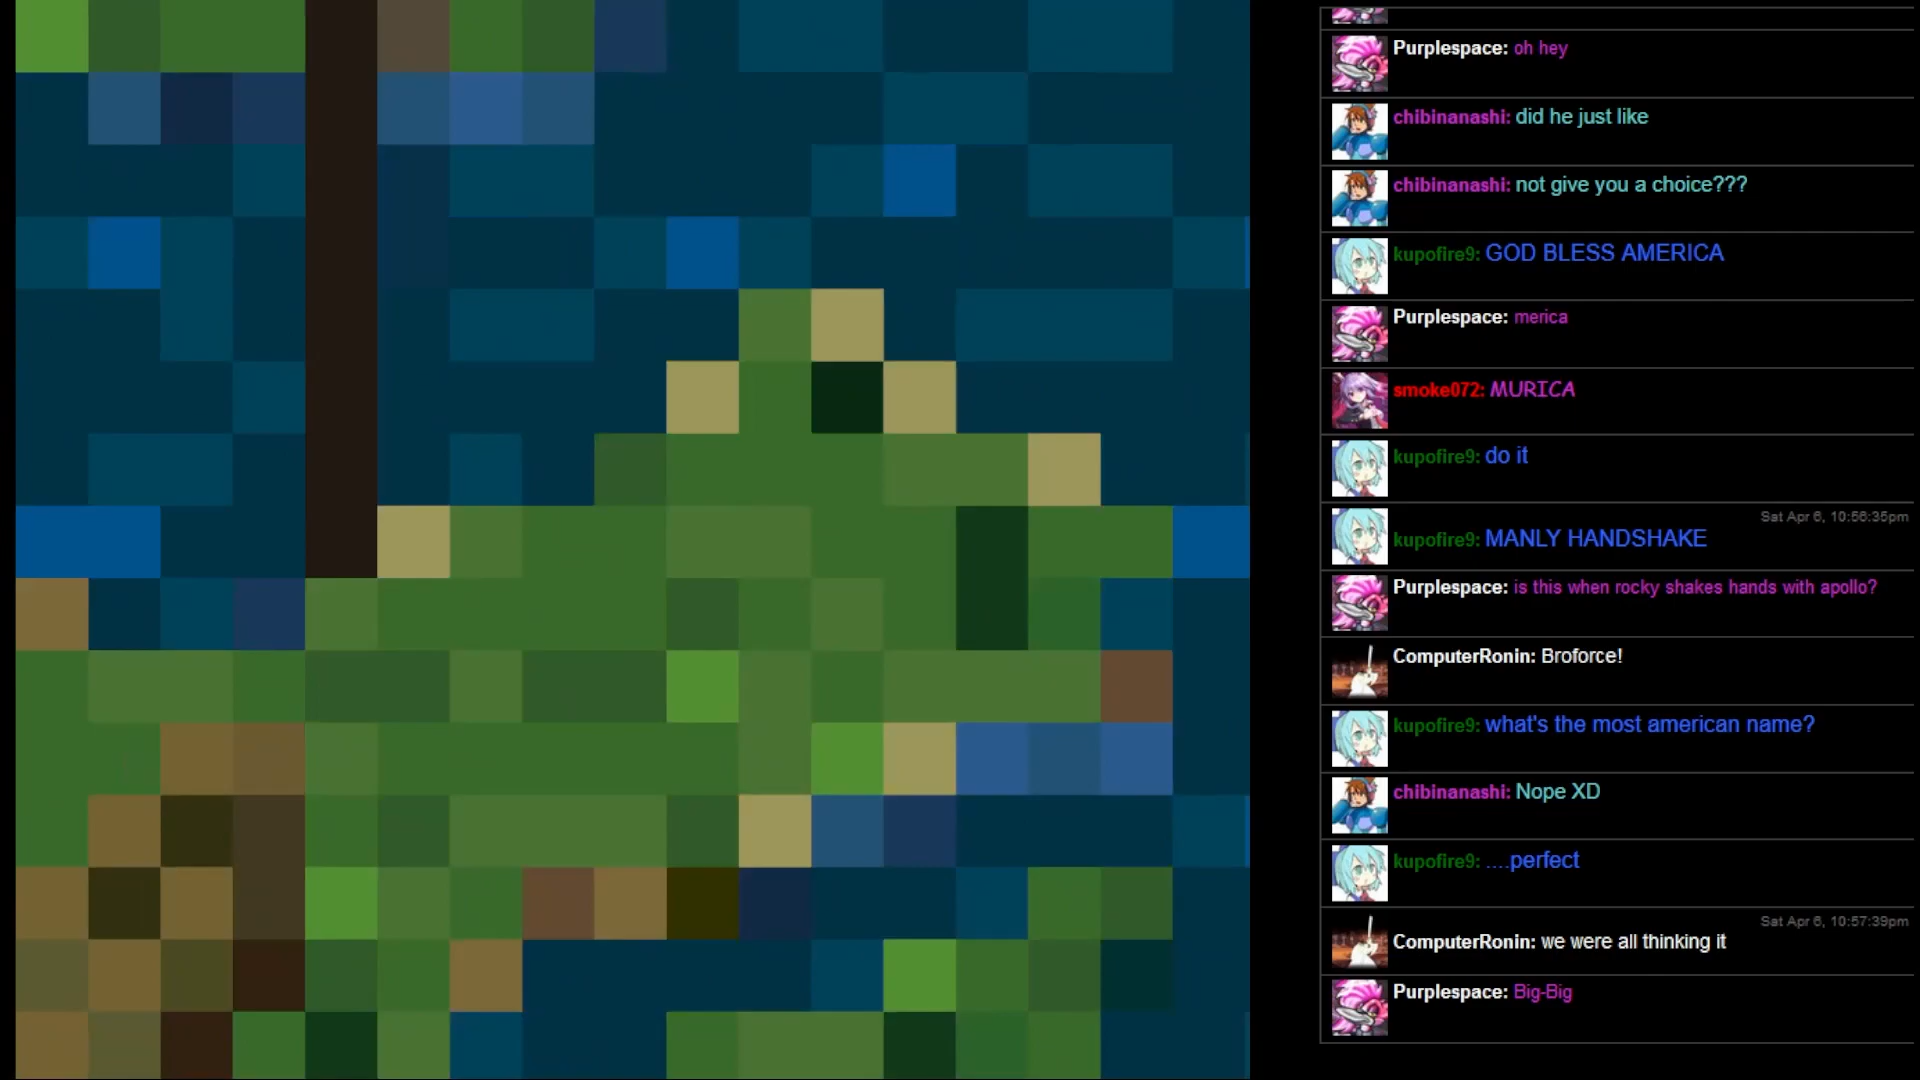 Purplespace: oh hey
chibinanashi: did he just like
chibinanashi: not give you a choice???
kupofire9: GOD BLESS AMERICA
Purplespace: merica
smoke072: MURICA
kupofire9: do it
Sat Apr 6, 10:56:35pm
kupofire9: MANLY HANDSHAKE
Purplespace: is this when rocky shakes hands with apollo?
ComputerRonin: Broforce!
kupofire9: what's the most american name?
chibinanashi: Nope XD
kupofire9: ....perfect
Sat Apr 6, 10:57:39pm
ComputerRonin: we were all thinking it
Purplespace: Big-Big